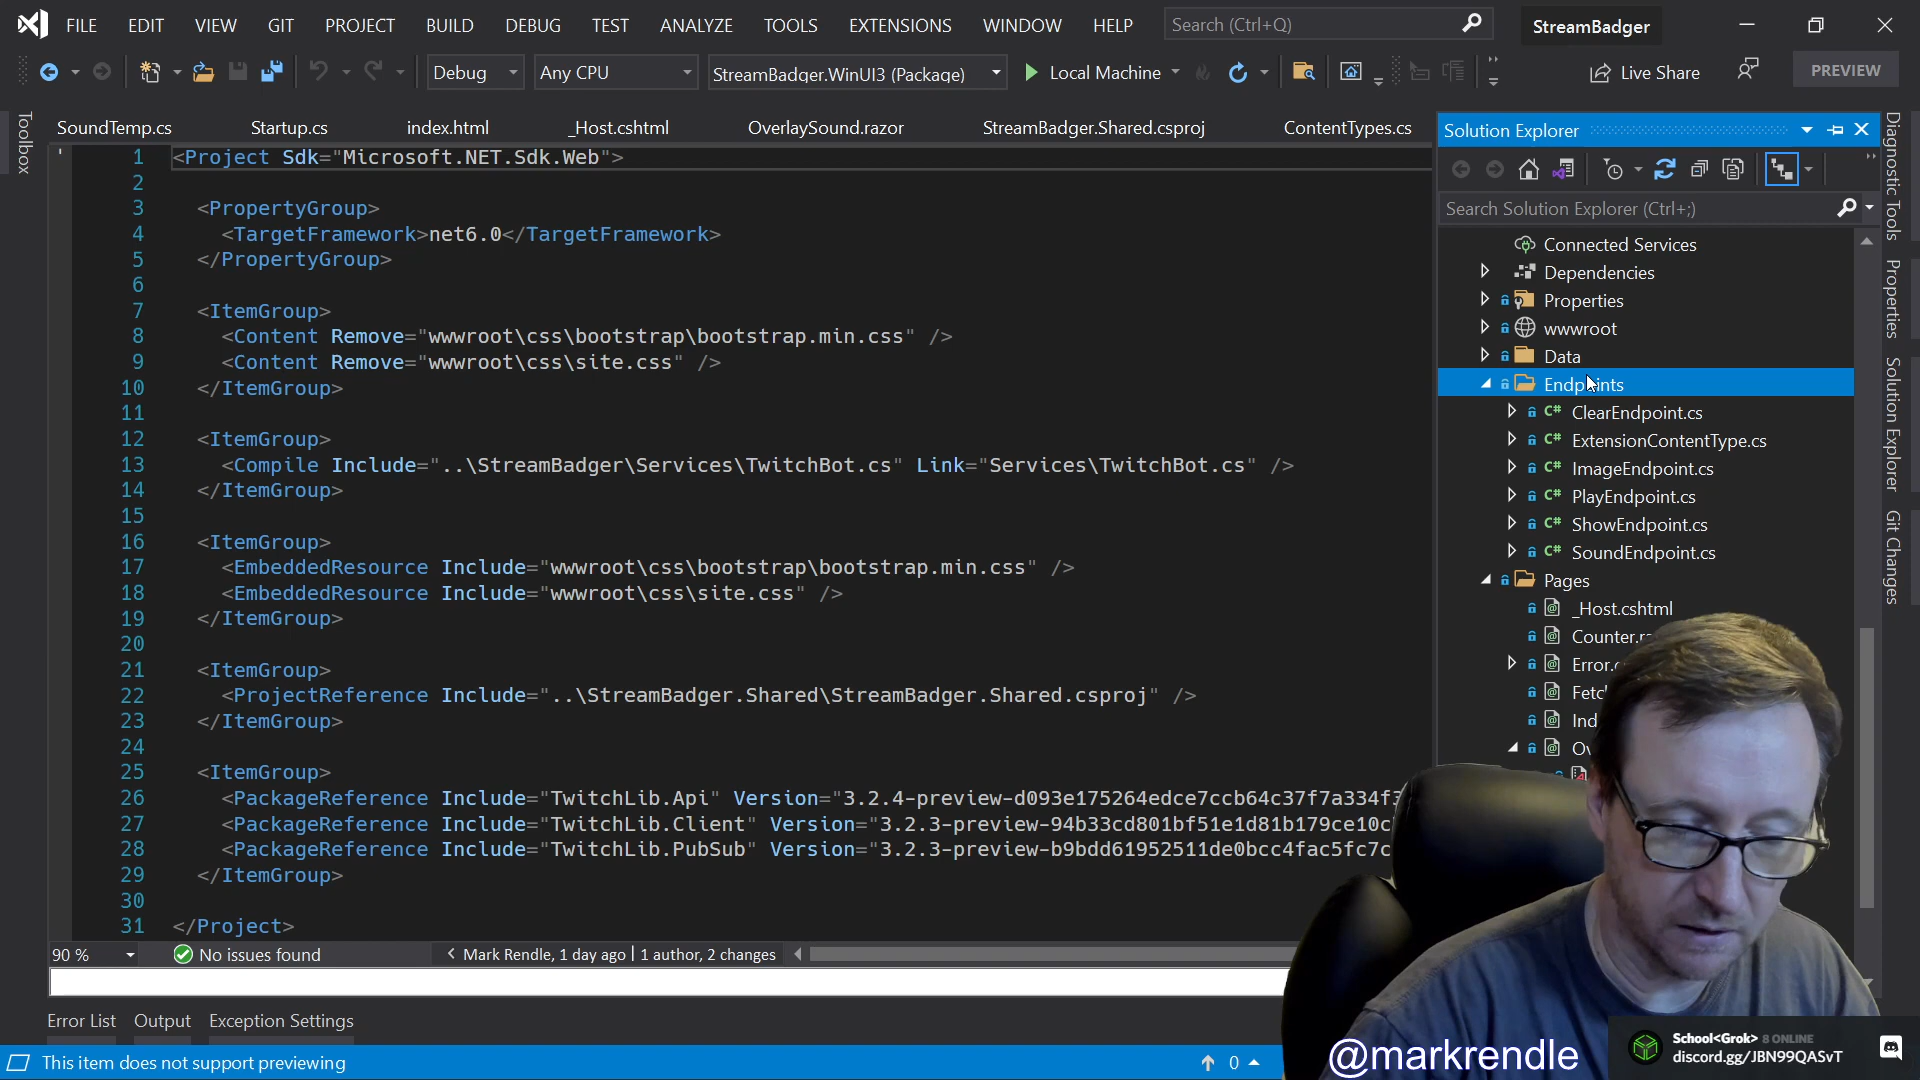 FILE EDIT VIEW GIT PROJECT BUILD DEBUG TEST ANALYZE TOOLS EXTENSIONS WINDOW HELP Search (Ctrl+Q) StreamBadger
Debug Any CPU StreamBadger.WinUI3 (Package) Local Machine Live Share PREVIEW
Toolbox
SoundTemp.cs Startup.cs index.html _Host.cshtml OverlaySound.razor StreamBadger.Shared.csproj ContentTypes.cs
1 <Project Sdk="Microsoft.NET.Sdk.Web">
2
3 <PropertyGroup>
4 <TargetFramework>net6.0</TargetFramework>
5 </PropertyGroup>
6
7 <ItemGroup>
8 <Content Remove="wwwroot\css\bootstrap\bootstrap.min.css" />
9 <Content Remove="wwwroot\css\site.css" />
10 </ItemGroup>
11
12 <ItemGroup>
13 <Compile Include="..\StreamBadger\Services\TwitchBot.cs" Link="Services\TwitchBot.cs" />
14 </ItemGroup>
15
16 <ItemGroup>
17 <EmbeddedResource Include="wwwroot\css\bootstrap\bootstrap.min.css" />
18 <EmbeddedResource Include="wwwroot\css\site.css" />
19 </ItemGroup>
20
21 <ItemGroup>
22 <ProjectReference Include="..\StreamBadger.Shared\StreamBadger.Shared.csproj" />
23 </ItemGroup>
24
25 <ItemGroup>
26 <PackageReference Include="TwitchLib.Api" Version="3.2.4-preview-d093e175264edce7ccb64c37f7a334f3
27 <PackageReference Include="TwitchLib.Client" Version="3.2.3-preview-94b33cd801bf51e1d81b179ce10c
28 <PackageReference Include="TwitchLib.PubSub" Version="3.2.3-preview-b9bdd61952511de0bcc4fac5fc7c
29 </ItemGroup>
30
31 </Project>
90 % No issues found Mark Rendle, 1 day ago | 1 author, 2 changes
Error List Output Exception Settings
This item does not support previewing 0
Solution Explorer
Search Solution Explorer (Ctrl+;)
Connected Services
Dependencies
Properties
wwwroot
Data
Endpoints
C# ClearEndpoint.cs
C# ExtensionContentType.cs
C# ImageEndpoint.cs
C# PlayEndpoint.cs
C# ShowEndpoint.cs
C# SoundEndpoint.cs
Pages
_Host.cshtml
Counter.ra
Error.c
Fetc
Ind
Ov
Diagnostic Tools
Properties
Solution Explorer
Git Changes
@markrendle
School<Grok> 8 ONLINE
discord.gg/JBN99QASvT